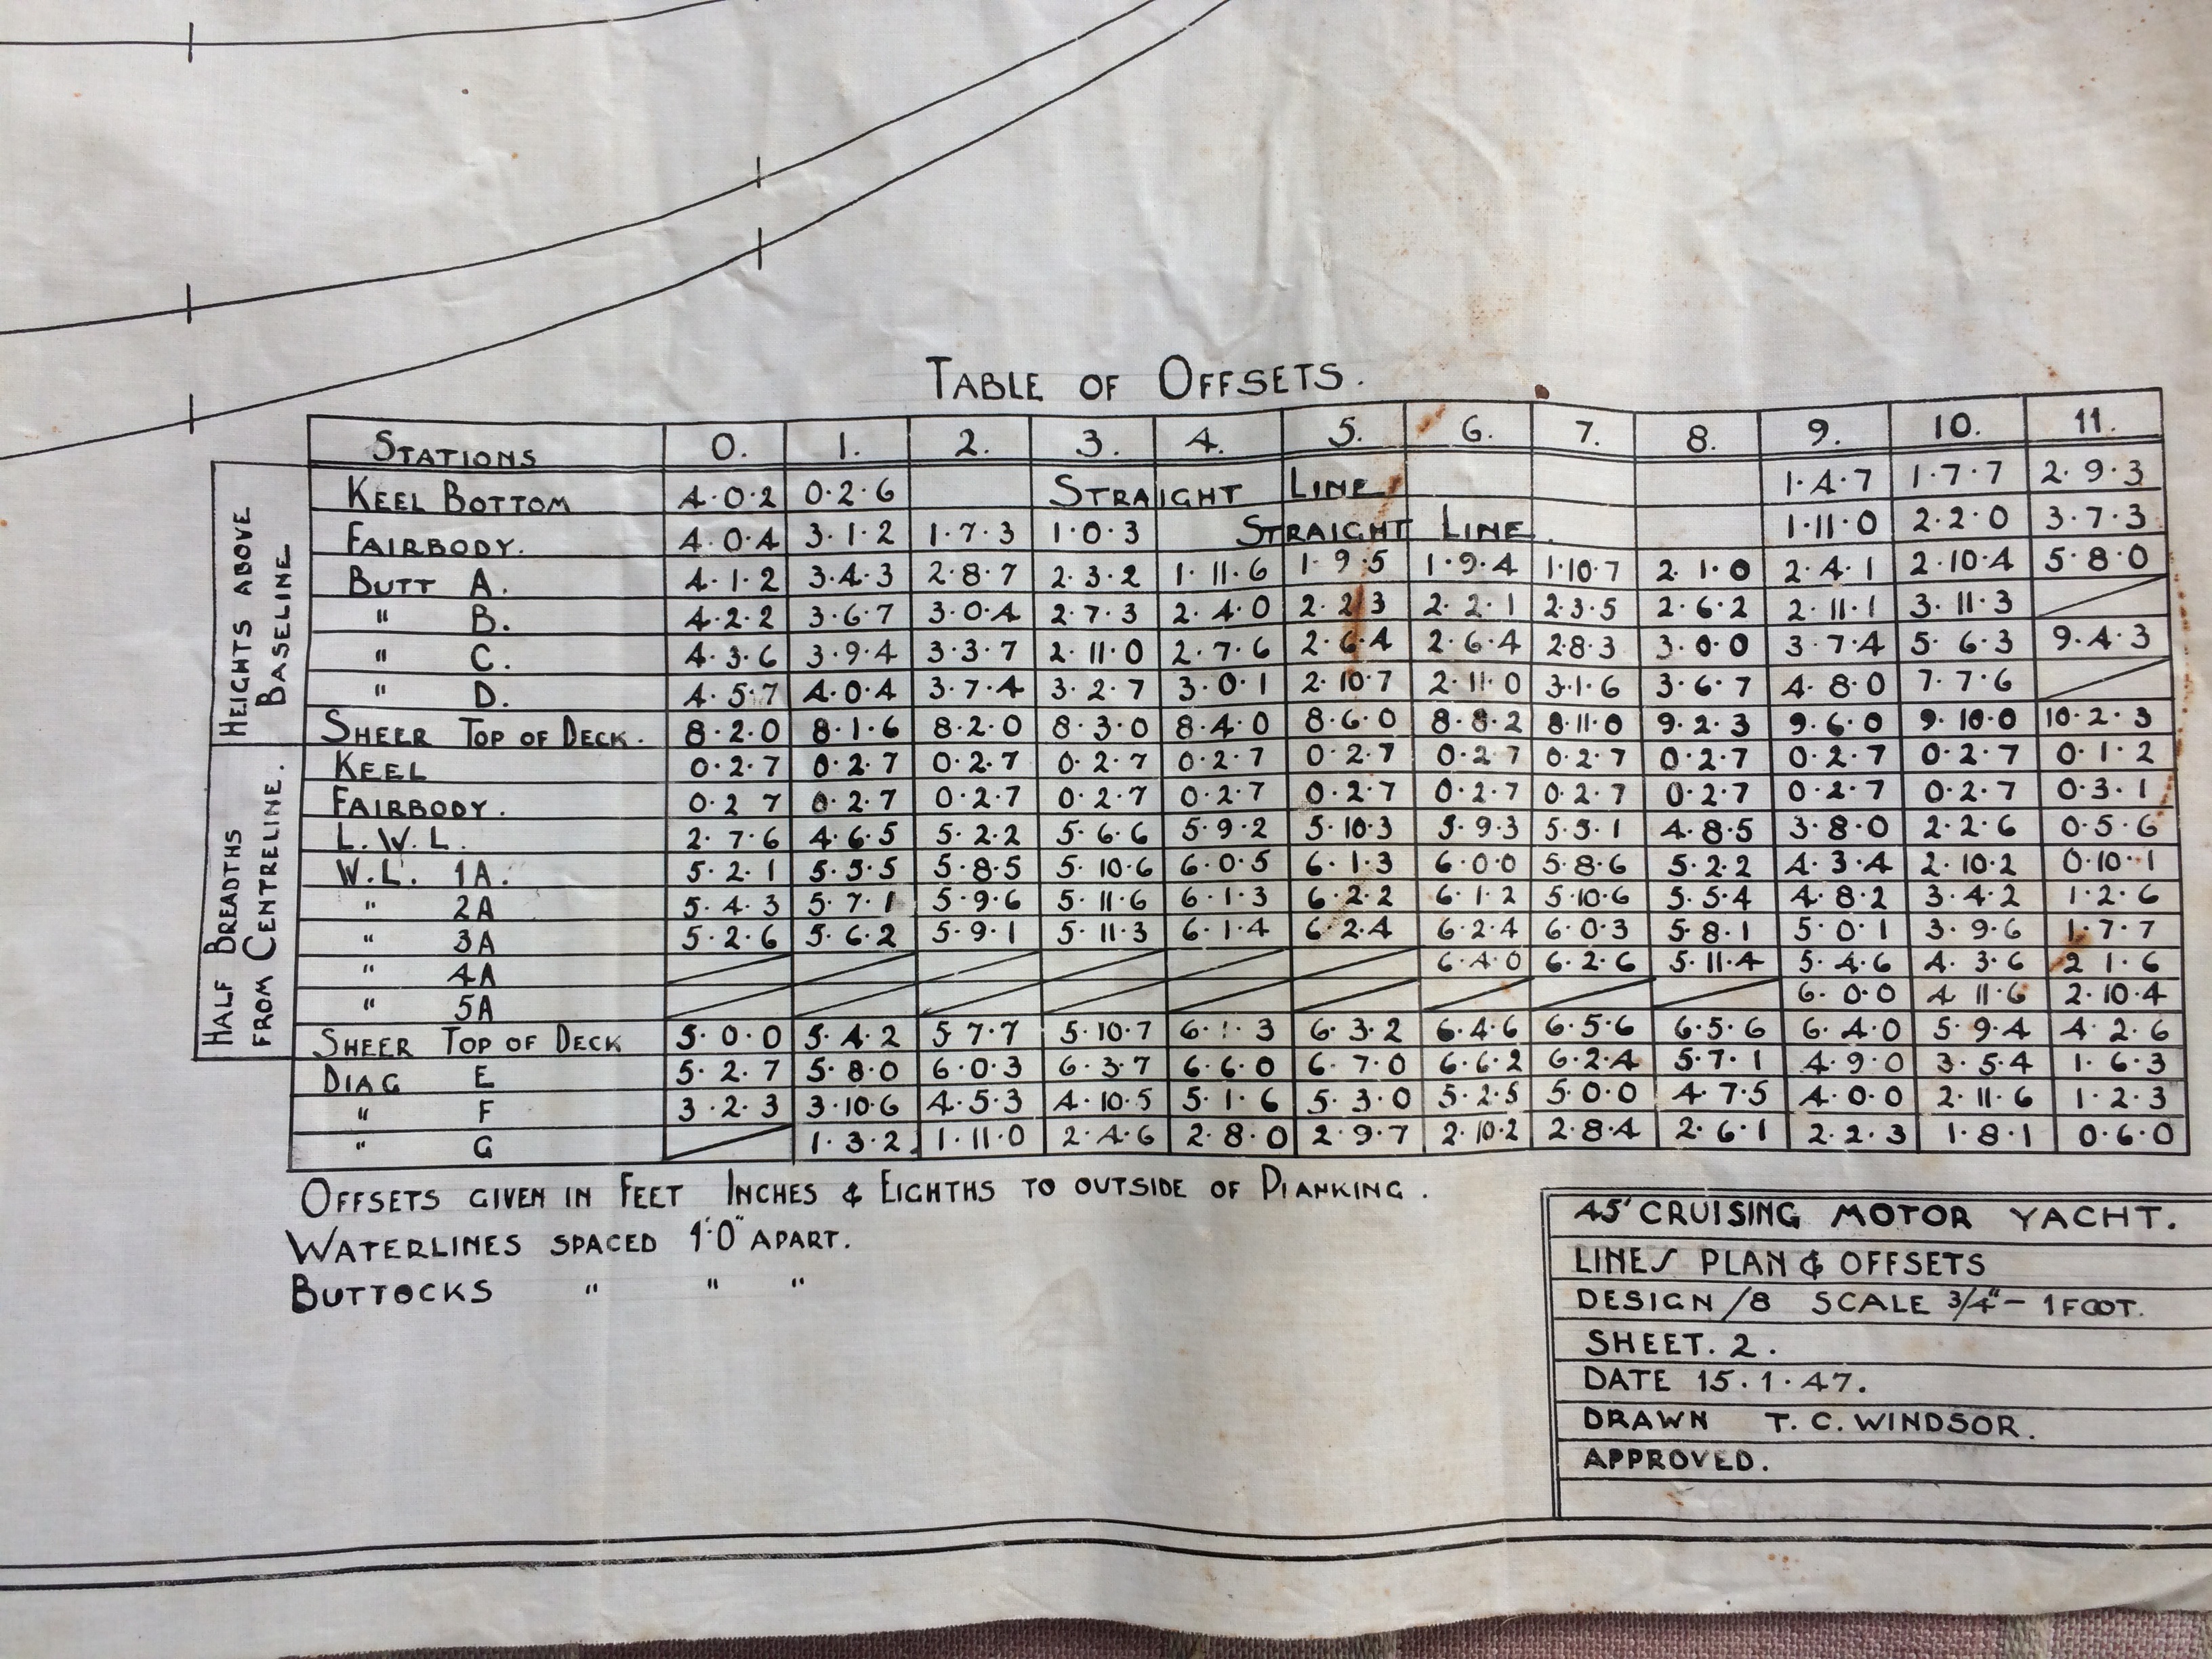 TABLE OF OFFSETS.
STATIONS 0. 1. 2. 3. 4. 5. 6. 7. 8. 9. 10. 11.
HEIGHTS ABOVE BASELINE
KEEL BOTTOM 4·0·2 0·2·6 STRAIGHT LINE 1·4·7 1·7·7 2·9·3
FAIRBODY. 4·0·4 3·1·2 1·7·3 1·0·3 STRAIGHT LINE. 1·11·0 2·2·0 3·7·3
BUTT A. 4·1·2 3·4·3 2·8·7 2·3·2 1·11·6 1·9·5 1·9·4 1·10·7 2·1·0 2·4·1 2·10·4 5·8·0
" B. 4·2·2 3·6·7 3·0·4 2·7·3 2·4·0 2·2·3 2·2·1 2·3·5 2·6·2 2·11·1 3·11·3
" C. 4·3·6 3·9·4 3·3·7 2·11·0 2·7·6 2·6·4 2·6·4 2·8·3 3·0·0 3·7·4 5·6·3 9·4·3
" D. 4·5·7 4·0·4 3·7·4 3·2·7 3·0·1 2·10·7 2·11·0 3·1·6 3·6·7 4·8·0 7·7·6
SHEER TOP OF DECK. 8·2·0 8·1·6 8·2·0 8·3·0 8·4·0 8·6·0 8·8·2 8·11·0 9·2·3 9·6·0 9·10·0 10·2·3
HALF BREADTHS FROM CENTRELINE.
KEEL 0·2·7 0·2·7 0·2·7 0·2·7 0·2·7 0·2·7 0·2·7 0·2·7 0·2·7 0·2·7 0·2·7 0·1·2
FAIRBODY. 0·2 7 0·2·7 0·2·7 0·2·7 0·2·7 0·2·7 0·2·7 0·2·7 0·2·7 0·2·7 0·2·7 0·3·1
L.W.L. 2·7·6 4·6·5 5·2·2 5·6·6 5·9·2 5·10·3 5·9·3 5·5·1 4·8·5 3·8·0 2·2·6 0·5·6
W.L. 1A. 5·2·1 5·5·5 5·8·5 5·10·6 6·0·5 6·1·3 6·0·0 5·8·6 5·2·2 4·3·4 2·10·2 0·10·1
" 2A 5·4·3 5·7·1 5·9·6 5·11·6 6·1·3 6·2·2 6·1·2 5·10·6 5·5·4 4·8·2 3·4·2 1·2·6
" 3A 5·2·6 5·6·2 5·9·1 5·11·3 6·1·4 6·2·4 6·2·4 6·0·3 5·8·1 5·0·1 3·9·6 1·7·7
" 4A 6·4·0 6·2·6 5·11·4 5·4·6 4·3·6 2 1·6
" 5A 6·0·0 4 11·6 2·10·4
SHEER TOP OF DECK 5·0·0 5·4·2 5 7·7 5·10·7 6·1·3 6·3·2 6·4·6 6·5·6 6·5·6 6·4·0 5·9·4 4·2·6
DIAG E 5·2·7 5·8·0 6·0·3 6·3·7 6·6·0 6·7·0 6·6·2 6·2·4 5·7·1 4·9·0 3·5·4 1·6·3
" F 3·2·3 3·10·6 4·5·3 4·10·5 5·1·6 5·3·0 5·2·5 5·0·0 4·7·5 4·0·0 2·11·6 1·2·3
" G 1·3·2 1·11·0 2·4·6 2·8·0 2·9·7 2·10·2 2·8·4 2·6·1 2·2·3 1·8·1 0·6·0
OFFSETS GIVEN IN FEET INCHES & EIGHTHS TO OUTSIDE OF PLANKING.
WATERLINES SPACED 1'·0" APART.
BUTTOCKS " " "
45' CRUISING MOTOR YACHT.
LINES PLAN & OFFSETS
DESIGN /8 SCALE 3/4" – 1 FOOT.
SHEET. 2.
DATE 15·1·47.
DRAWN T. C. WINDSOR.
APPROVED.